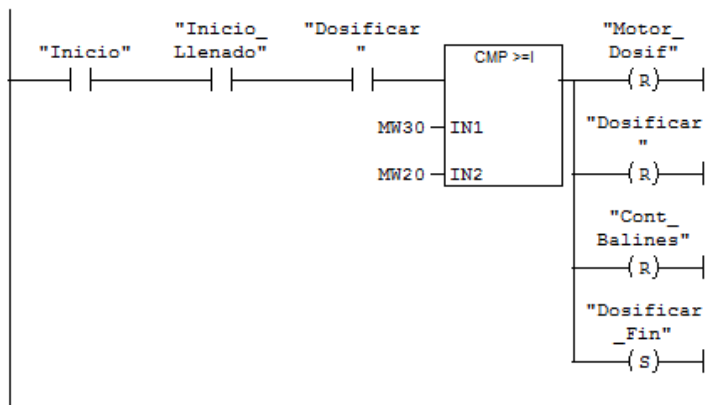 "Inicio"
"Inicio_
Llenado"
"Dosificar
"
CMP >=I
MW30
IN1
MW20
IN2
"Motor_
Dosif"
(R)
"Dosificar
"
(R)
"Cont_
Balines"
(R)
"Dosificar
_Fin"
(S)